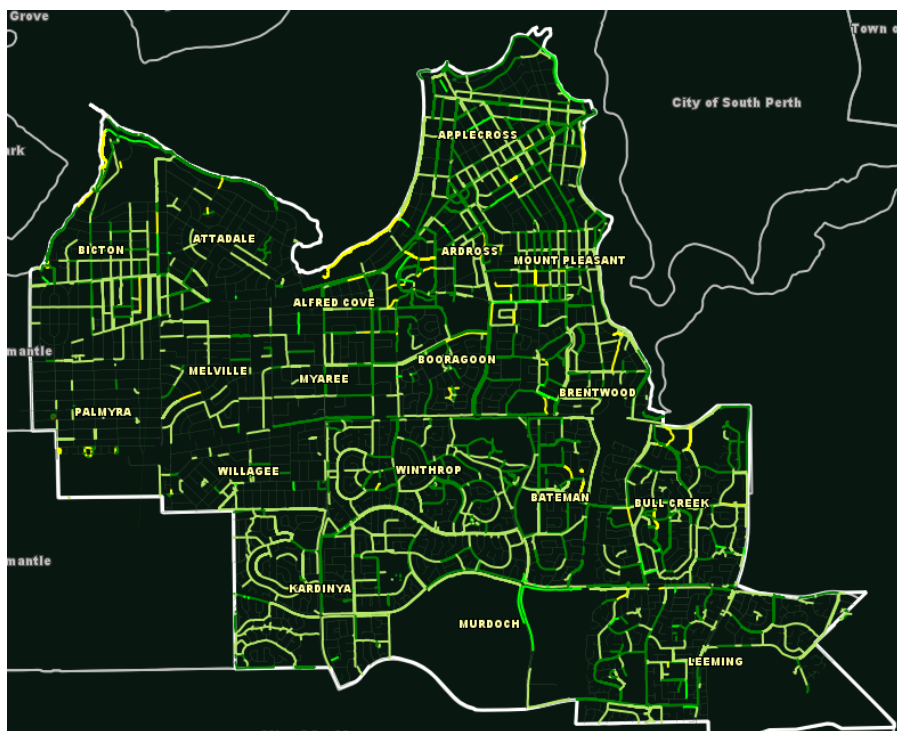 Grove
Town o
City of South Perth
APPLECROSS
ark
ATTADALE
BICTON
ARDROSS
MOUNT PLEASANT
ALFRED COVE
mantle
BOORAGOON
MELVILLE
MYAREE
BRENTWOOD
PALMYRA
WILLAGEE
WINTHROP
BATEMAN
BULL CREEK
mantle
KARDINYA
MURDOCH
LEEMING